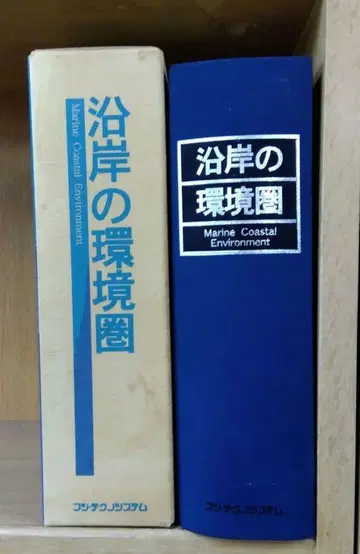 沿岸の環境圏
Marine Coastal Environment
フジ・テクノシステム
沿岸の
環境圏
Marine Coastal
Environment
フジ・テクノシステム